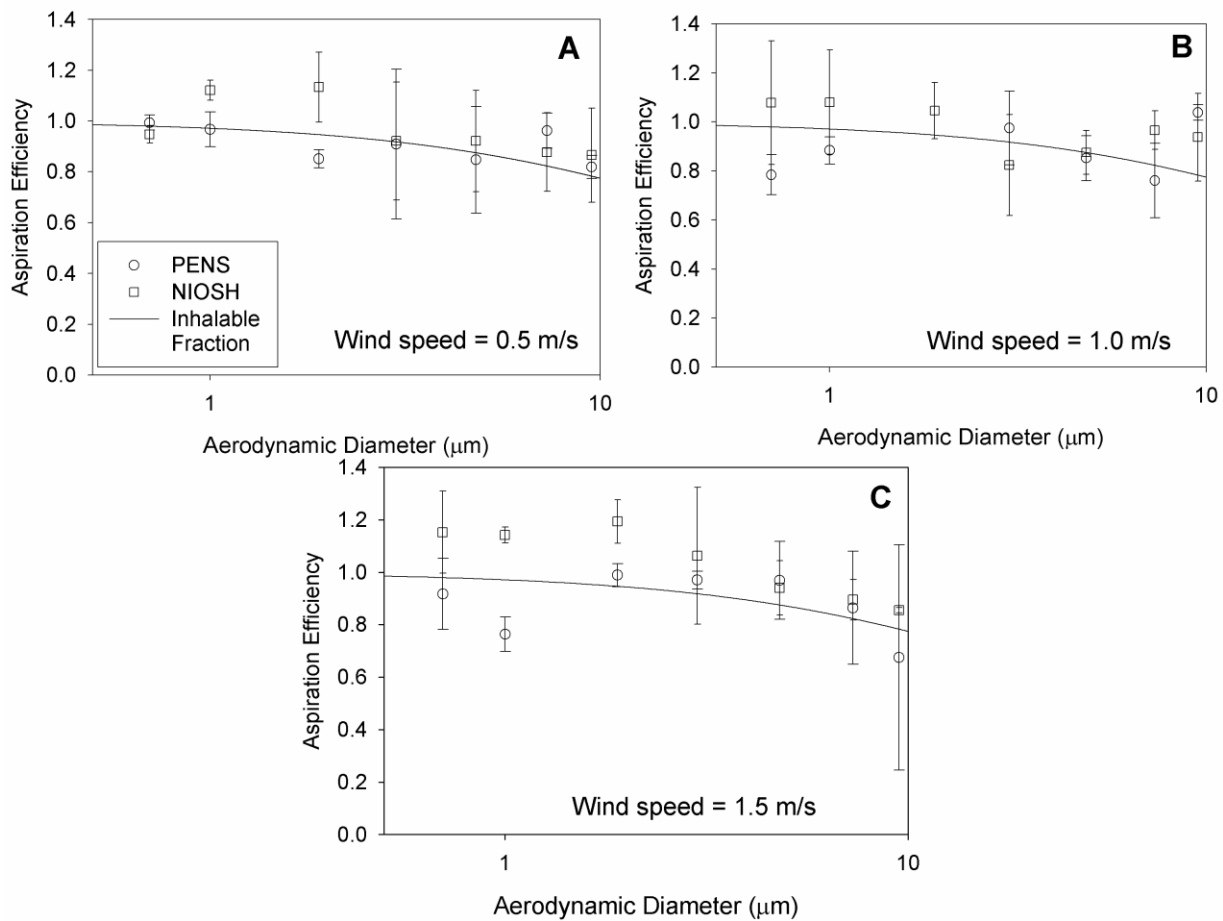 A
1.4
1.2
1.0
0.8
0.6
0.4
0.2
0.0
Aspiration Efficiency
PENS
NIOSH
Inhalable
Fraction
Wind speed = 0.5 m/s
1
10
Aerodynamic Diameter (μm)
B
1.4
1.2
1.0
0.8
0.6
0.4
0.2
0.0
Aspiration Efficiency
Wind speed = 1.0 m/s
1
10
Aerodynamic Diameter (μm)
C
1.4
1.2
1.0
0.8
0.6
0.4
0.2
0.0
Aspiration Efficiency
Wind speed = 1.5 m/s
1
10
Aerodynamic Diameter (μm)